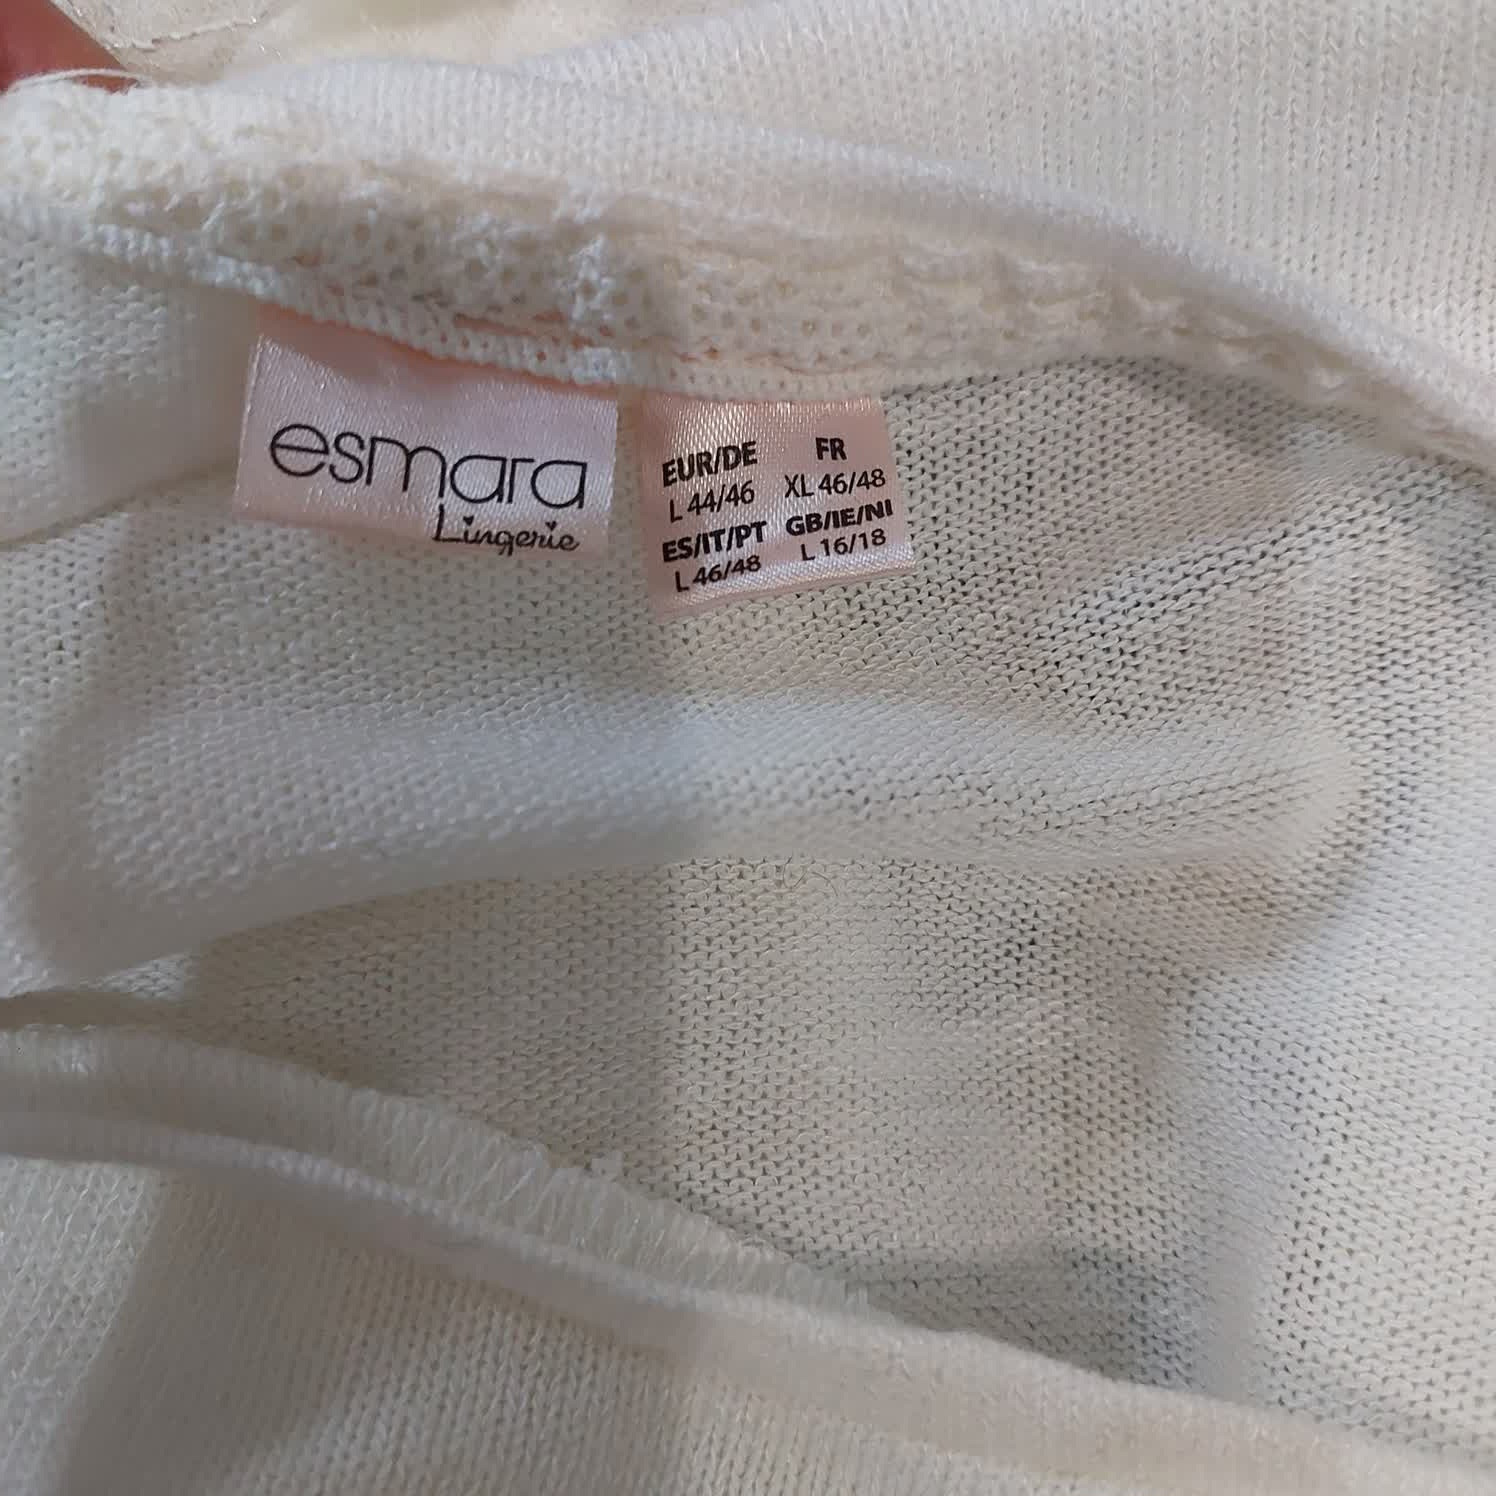 esmara
Lingerie
EUR/DE FR
L 44/46 XL 46/48
ES/IT/PT GB/IE/NI
L 46/48 L 16/18